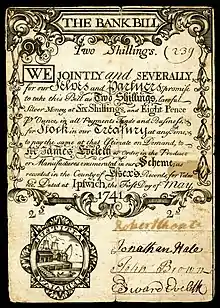 THE BANK BILL
Two Shillings. 239
WE JOINTLY and SEVERALLY,
for our Selves and Partners Promise
to take this Bill as Two Shillings, Lawful
Silver Money at Six Shillings and Eight Pence
pr Ounce, in all Payments Trade and Business
for Stock in our Treasury at any Time
to pay the same at that Estimate on Demand, to
Mr James Eveleth or Order in the Produce
or Manufactures enumerated in our Scheme; as
recorded in the County of Essex's Records for Value
Dated at Ipswich, the First Day of May,
1741
Jonathan Hale
John Brown
Edward Eveleth